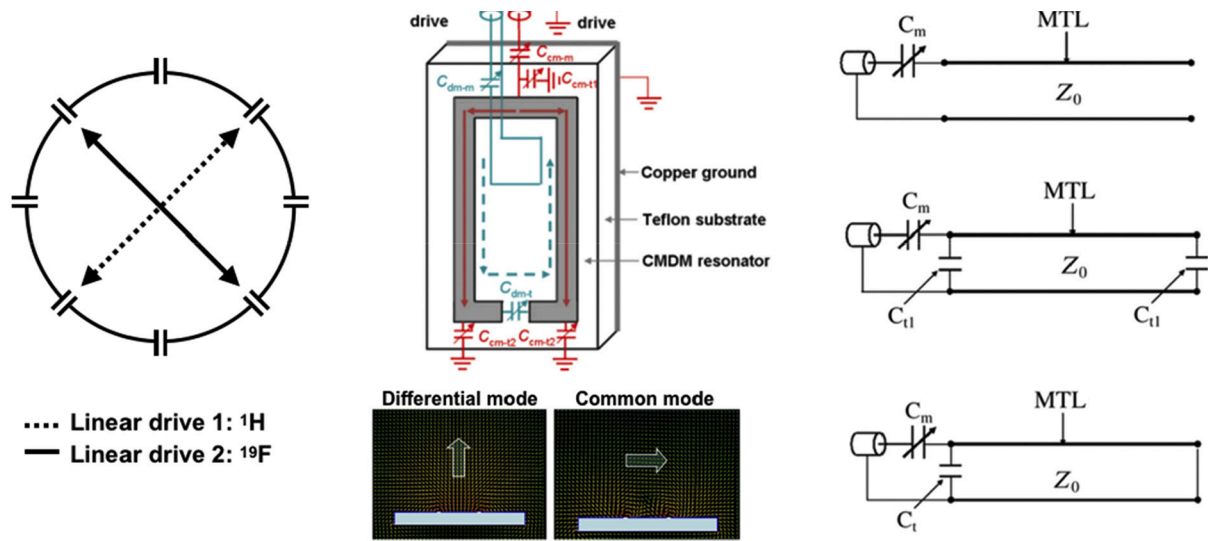 Linear drive 1: ¹H
Linear drive 2: ¹⁹F
drive
drive
C_cm-m
C_dm-m
C_cm-t1
Copper ground
Teflon substrate
CMDM resonator
C_dm-t
C_cm-t2
C_cm-t2
Differential mode
Common mode
C_m
MTL
Z_0
C_m
MTL
Z_0
C_t1
C_t1
C_m
MTL
Z_0
C_t